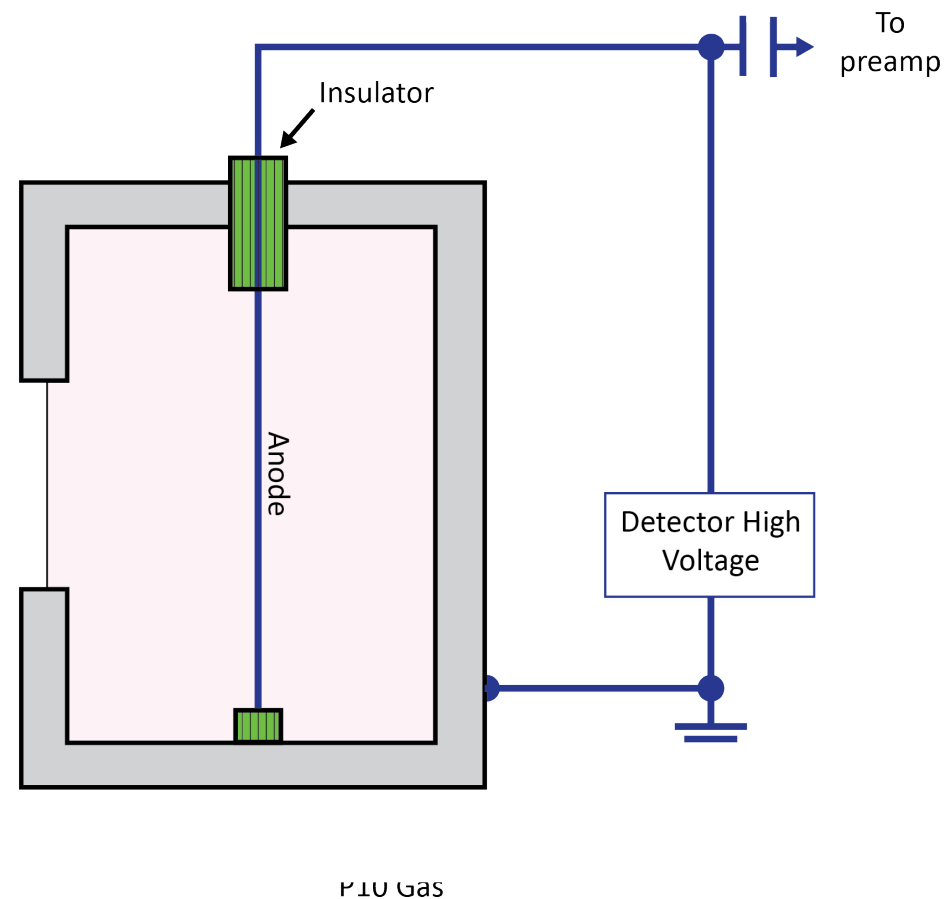 To
preamp
Insulator
Anode
Detector High
Voltage
P10 Gas